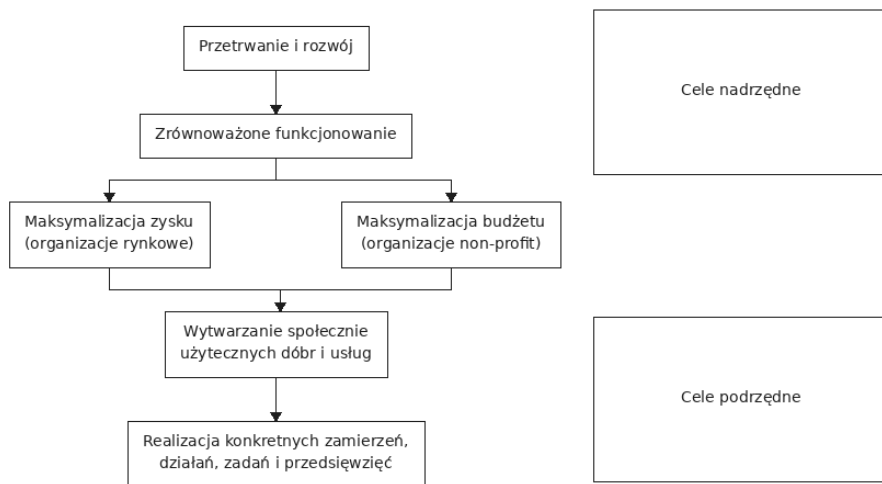 Przetrwanie i rozwój
Cele nadrzędne
Zrównoważone funkcjonowanie
Maksymalizacja zysku
(organizacje rynkowe)
Maksymalizacja budżetu
(organizacje non-profit)
Wytwarzanie społecznie
użytecznych dóbr i usług
Cele podrzędne
Realizacja konkretnych zamierzeń,
działań, zadań i przedsięwzięć